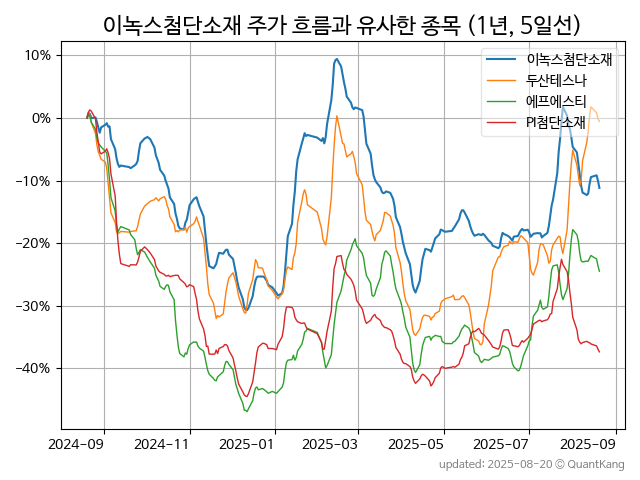 이녹스첨단소재 주가 흐름과 유사한 종목 (1년, 5일선)
이녹스첨단소재
두산테스나
에프에스티
PI첨단소재
10%
0%
−10%
−20%
−30%
−40%
2024-09
2024-11
2025-01
2025-03
2025-05
2025-07
2025-09
updated: 2025-08-20 © QuantKang